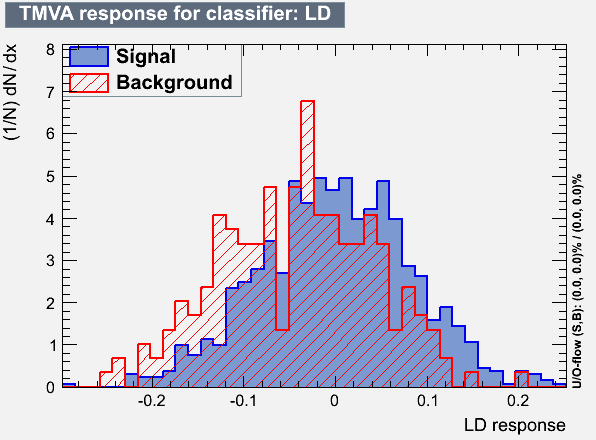 TMVA response for classifier: LD
Signal
Background
(1/N) dN/dx
8
7
6
5
4
3
2
1
0
-0.2 -0.1 0 0.1 0.2
LD response
U/O-flow (S,B): (0.0, 0.0)% / (0.0, 0.0)%